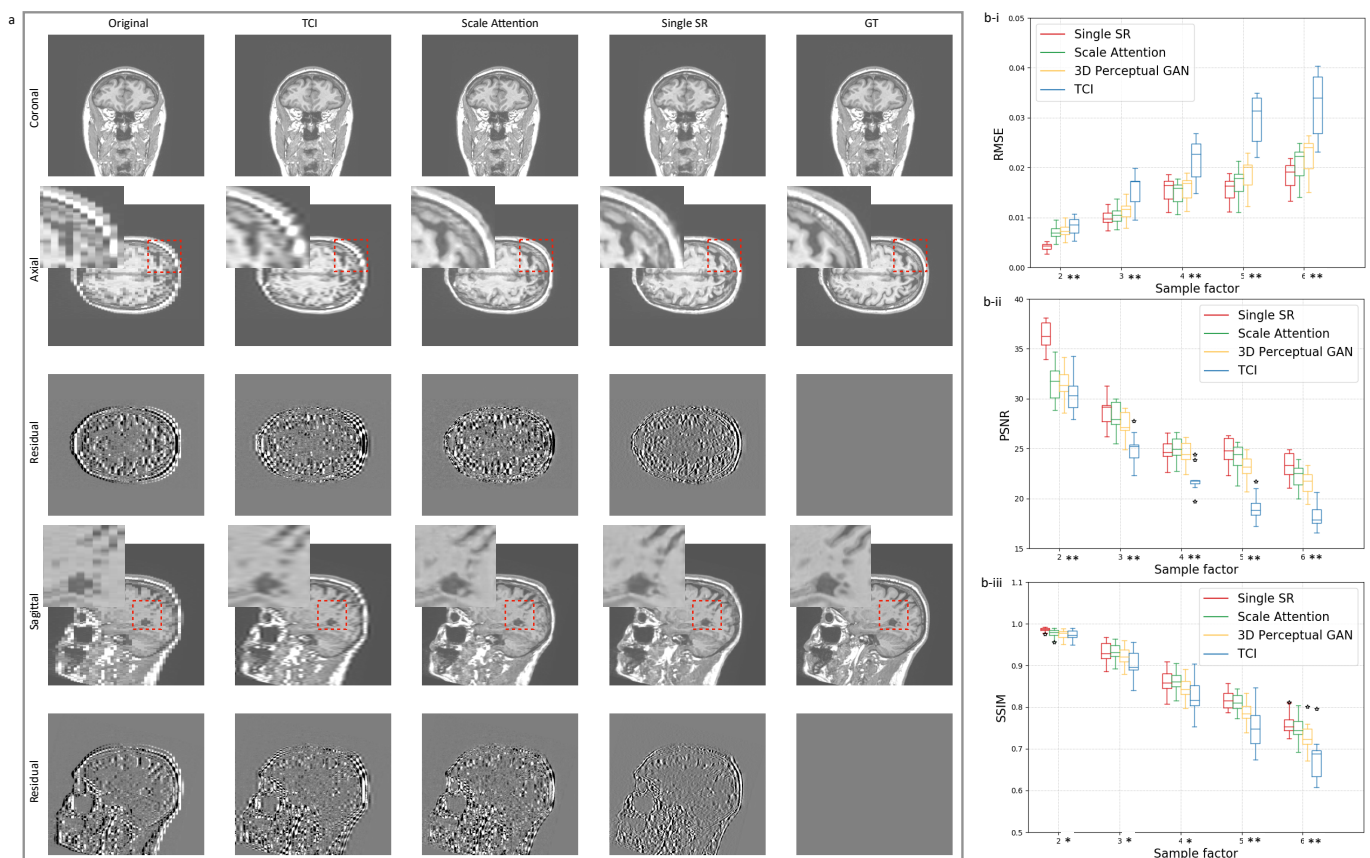 a
Original TCI Scale Attention Single SR GT
Coronal
Axial
Residual
Sagittal
Residual
b-i
0.05
0.04
0.03
0.02
0.01
0.00
RMSE
Single SR
Scale Attention
3D Perceptual GAN
TCI
2 ** 3 ** 4 ** 5 ** 6 **
Sample factor
b-ii
40
35
30
25
20
15
PSNR
Single SR
Scale Attention
3D Perceptual GAN
TCI
2 ** 3 ** 4 ** 5 ** 6 **
Sample factor
b-iii
1.1
1.0
0.9
0.8
0.7
0.6
0.5
SSIM
Single SR
Scale Attention
3D Perceptual GAN
TCI
2 * 3 * 4 * 5 ** 6 **
Sample factor